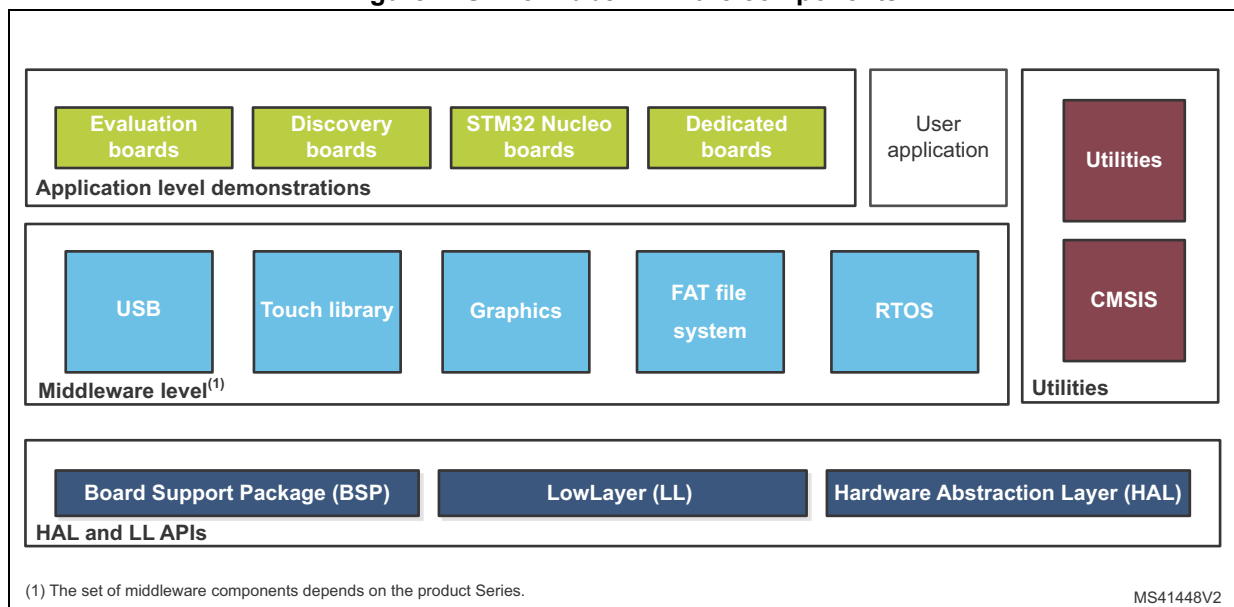 Evaluation
boards
Discovery
boards
STM32 Nucleo
boards
Dedicated
boards
Application level demonstrations
User
application
Utilities
CMSIS
Utilities
USB
Touch library
Graphics
FAT file
system
RTOS
Middleware level(1)
Board Support Package (BSP)
LowLayer (LL)
Hardware Abstraction Layer (HAL)
HAL and LL APIs
(1) The set of middleware components depends on the product Series.
MS41448V2